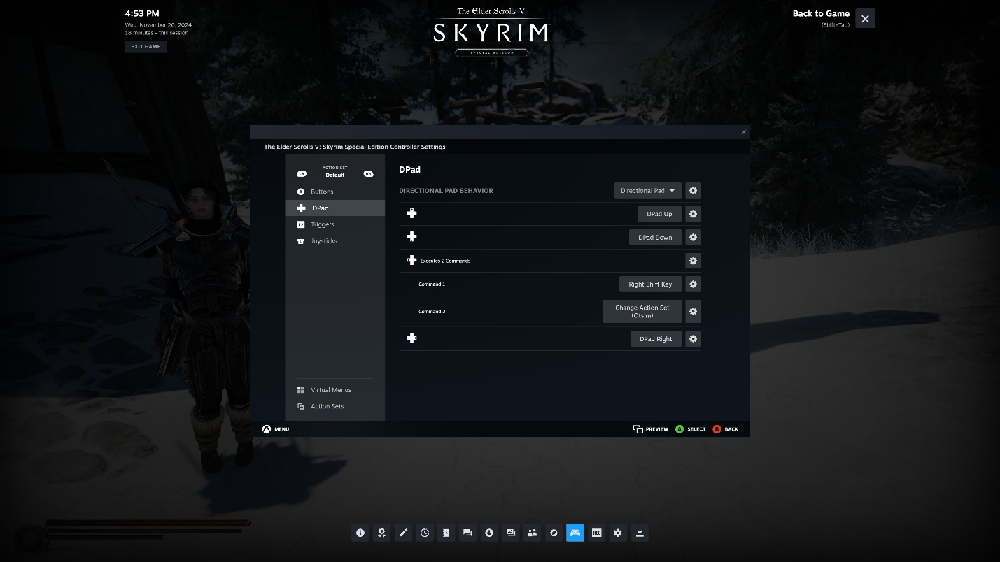 4:53 PM
Wed, November 20, 2024
18 minutes - this session
EXIT GAME
The Elder Scrolls V
SKYRIM
SPECIAL EDITION
Back to Game
(Shift+Tab)
The Elder Scrolls V: Skyrim Special Edition Controller Settings
LB
ACTION SET
Default
RB
A Buttons
DPad
L2 Triggers
Joysticks
Virtual Menus
Action Sets
DPad
DIRECTIONAL PAD BEHAVIOR
Directional Pad
DPad Up
DPad Down
Executes 2 Commands
Command 1
Right Shift Key
Command 2
Change Action Set
(Otsim)
DPad Right
MENU
PREVIEW
A SELECT
B BACK
REC